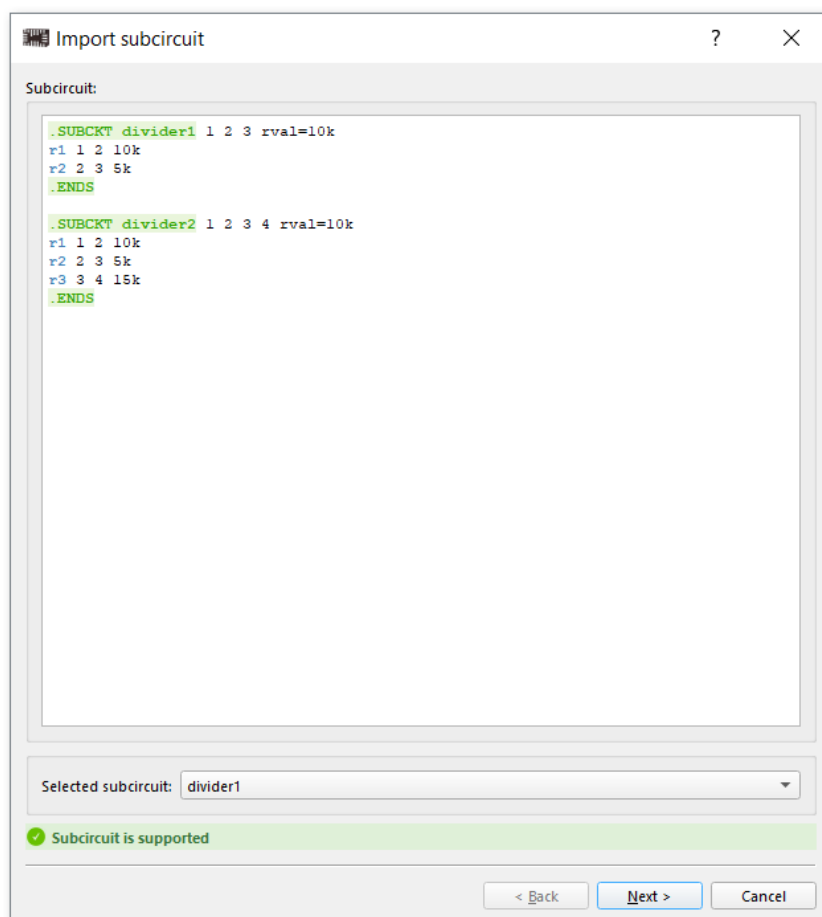 Import subcircuit
?
Subcircuit:
.SUBCKT divider1 1 2 3 rval=10k
r1 1 2 10k
r2 2 3 5k
.ENDS
.SUBCKT divider2 1 2 3 4 rval=10k
r1 1 2 10k
r2 2 3 5k
r3 3 4 15k
.ENDS
Selected subcircuit: divider1
Subcircuit is supported
< Back Next > Cancel